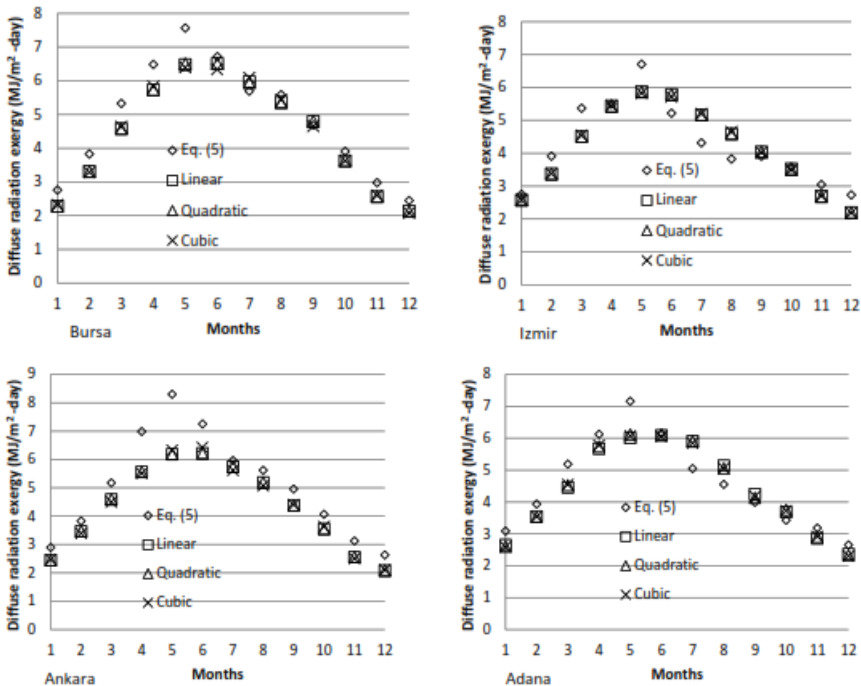 Diffuse radiation exergy (MJ/m² -day)
8
7
6
5
4
3
2
1
0
Eq. (5)
Linear
Quadratic
Cubic
1 2 3 4 5 6 7 8 9 10 11 12
Bursa
Months
Diffuse radiation exergy (MJ/m² -day)
8
7
6
5
4
3
2
1
0
Eq. (5)
Linear
Quadratic
Cubic
1 2 3 4 5 6 7 8 9 10 11 12
Months
Izmir
Diffuse radiation exergy (MJ/m² -day)
9
8
7
6
5
4
3
2
1
0
Eq. (5)
Linear
Quadratic
Cubic
1 2 3 4 5 6 7 8 9 10 11 12
Ankara
Months
Diffuse radiation exergy (MJ/m² -day)
8
7
6
5
4
3
2
1
0
Eq. (5)
Linear
Quadratic
Cubic
1 2 3 4 5 6 7 8 9 10 11 12
Adana
Months